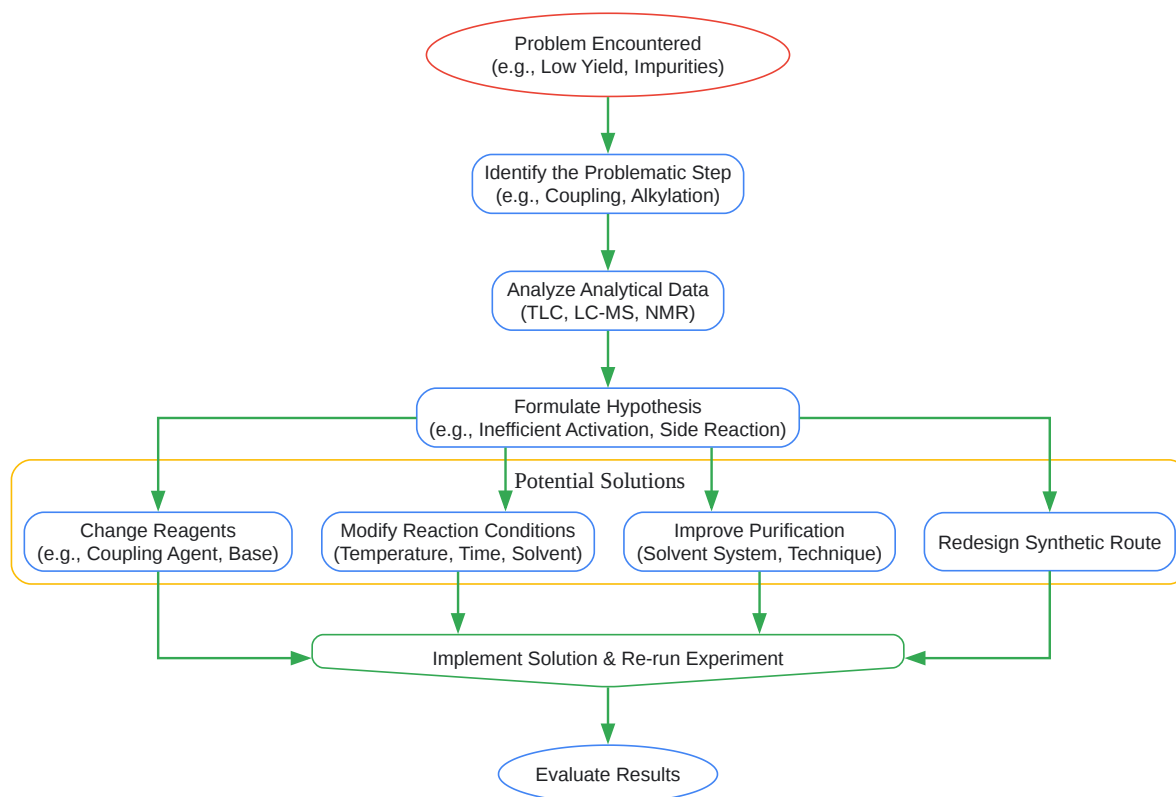 Problem Encountered
(e.g., Low Yield, Impurities)
Identify the Problematic Step
(e.g., Coupling, Alkylation)
Analyze Analytical Data
(TLC, LC-MS, NMR)
Formulate Hypothesis
(e.g., Inefficient Activation, Side Reaction)
Potential Solutions
Change Reagents
(e.g., Coupling Agent, Base)
Modify Reaction Conditions
(Temperature, Time, Solvent)
Improve Purification
(Solvent System, Technique)
Redesign Synthetic Route
Implement Solution & Re-run Experiment
Evaluate Results